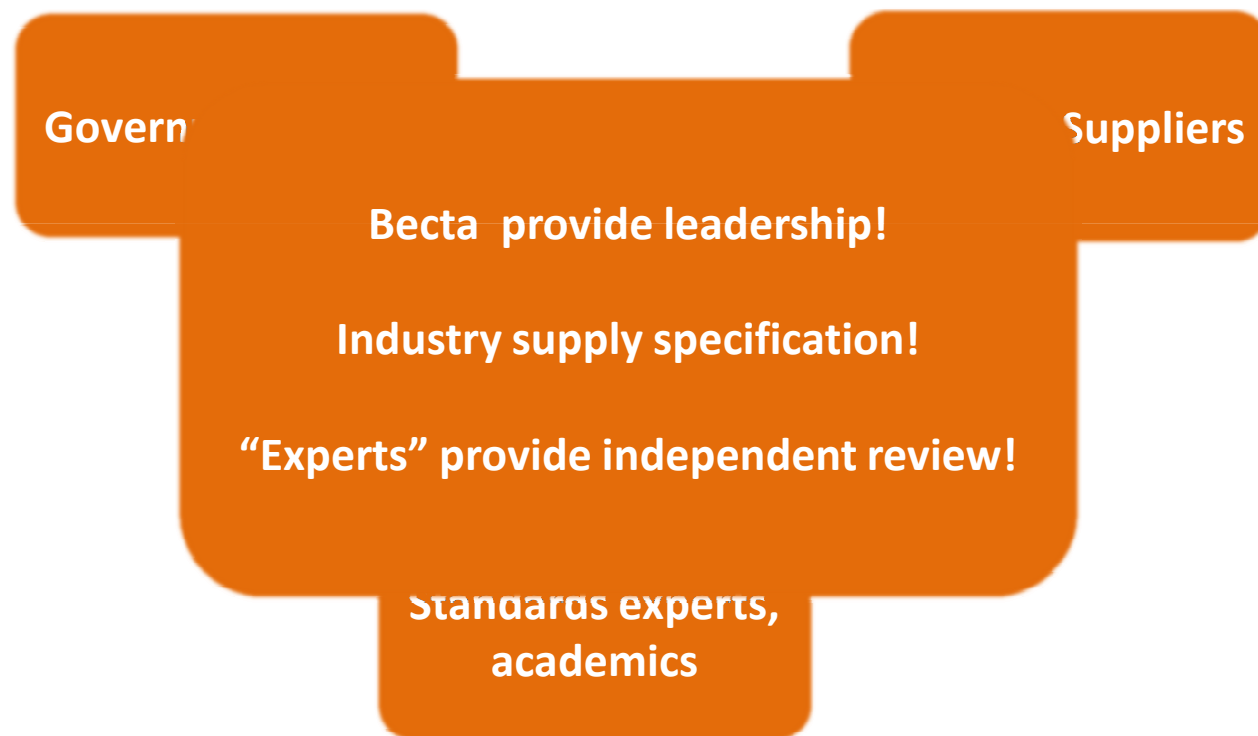 Govern
Suppliers
Becta provide leadership!
Industry supply specification!
“Experts” provide independent review!
Standards experts,
academics